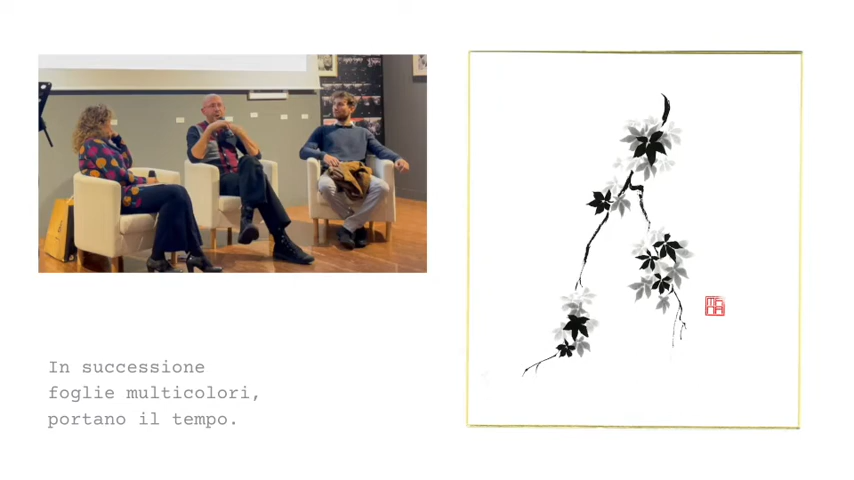 In successione
foglie multicolori,
portano il tempo.